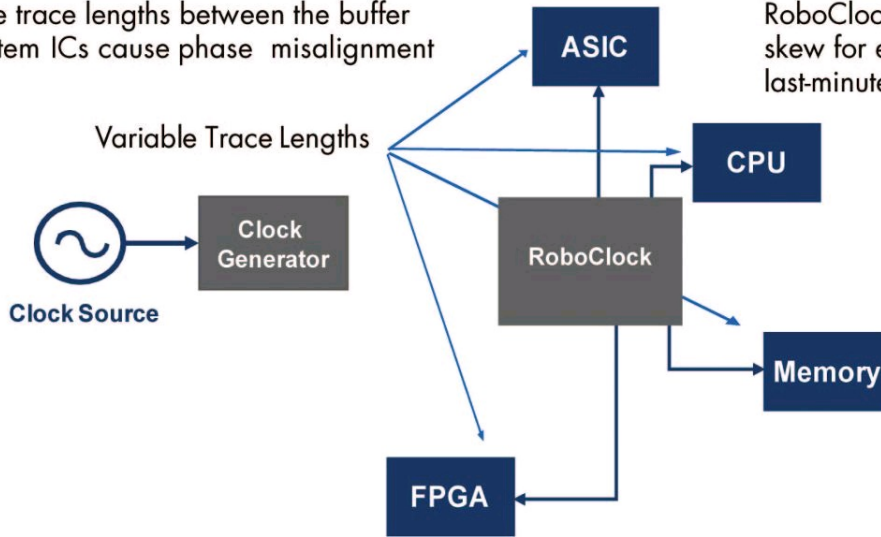 e trace lengths between the buffer
tem ICs cause phase misalignment
RoboClock
skew for e
last-minute
ASIC
Variable Trace Lengths
CPU
Clock
Generator
RoboClock
Clock Source
Memory
FPGA